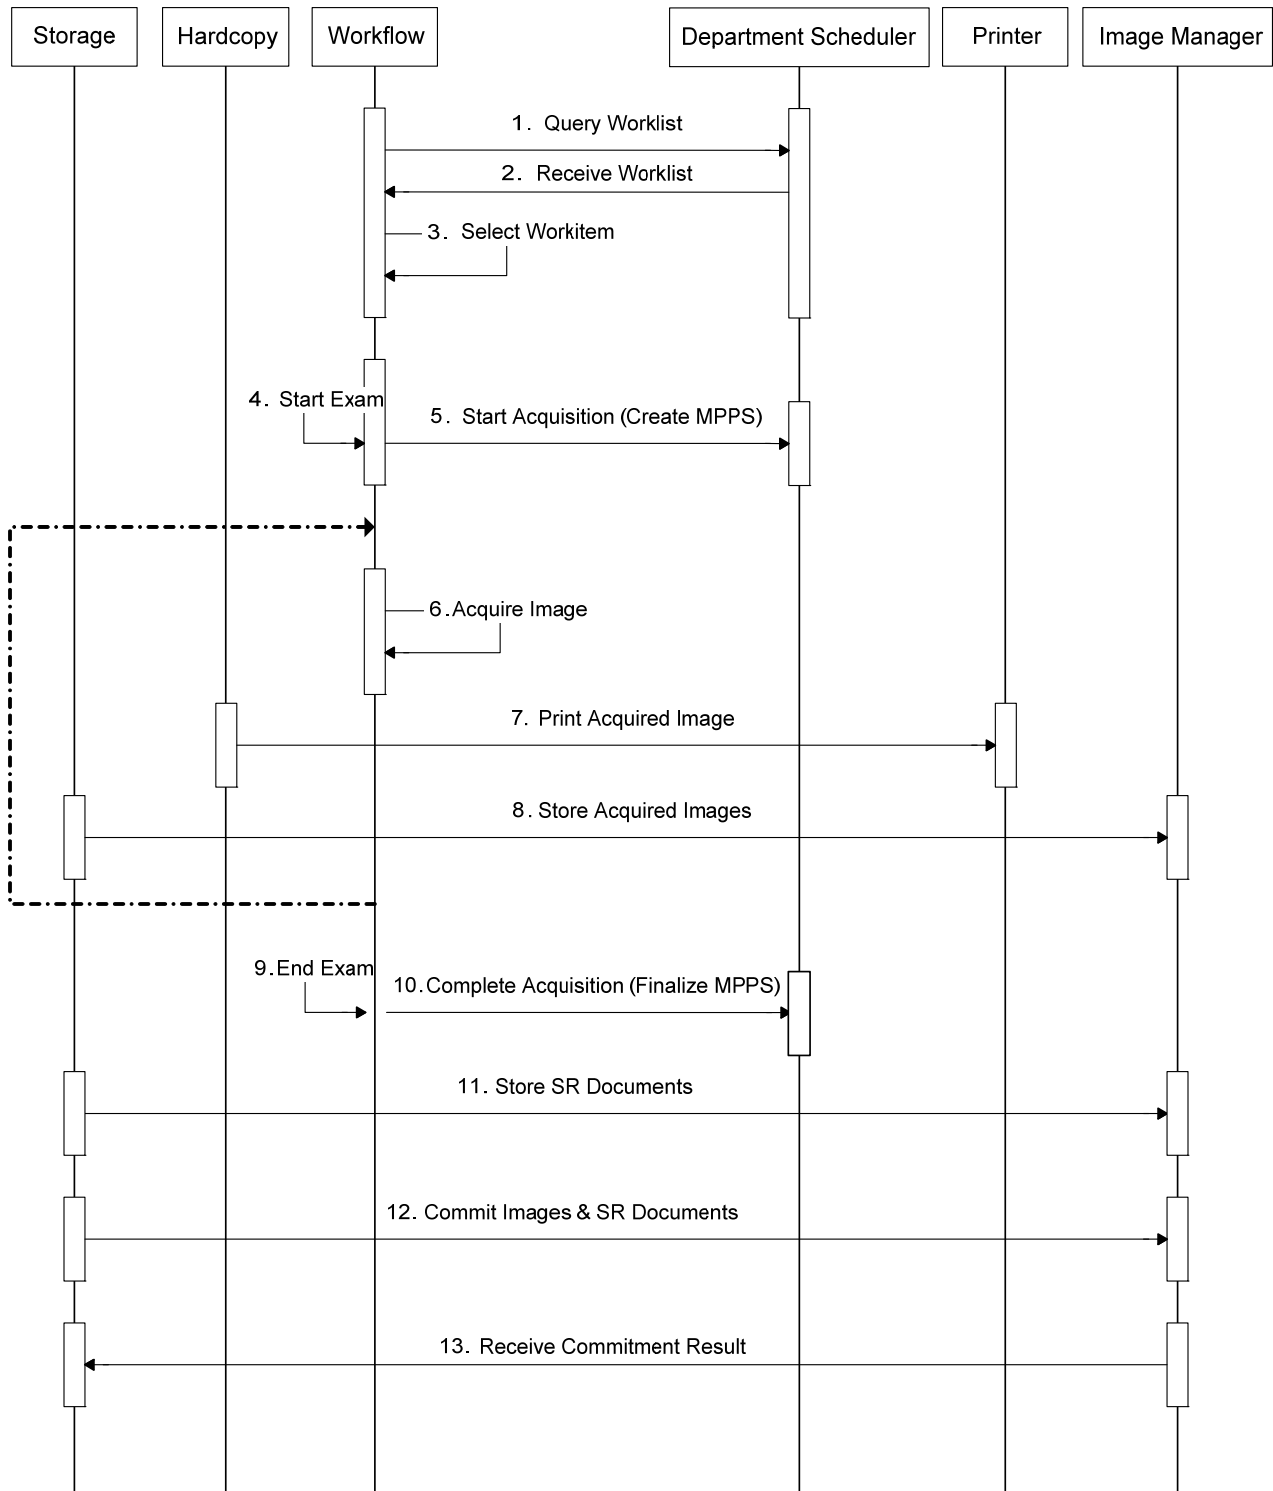 Storage
Hardcopy
Workflow
Department Scheduler
Printer
Image Manager
1. Query Worklist
2. Receive Worklist
3. Select Workitem
4. Start Exam
5. Start Acquisition (Create MPPS)
6.Acquire Image
7. Print Acquired Image
8. Store Acquired Images
9.End Exam
10.Complete Acquisition (Finalize MPPS)
11. Store SR Documents
12. Commit Images & SR Documents
13. Receive Commitment Result